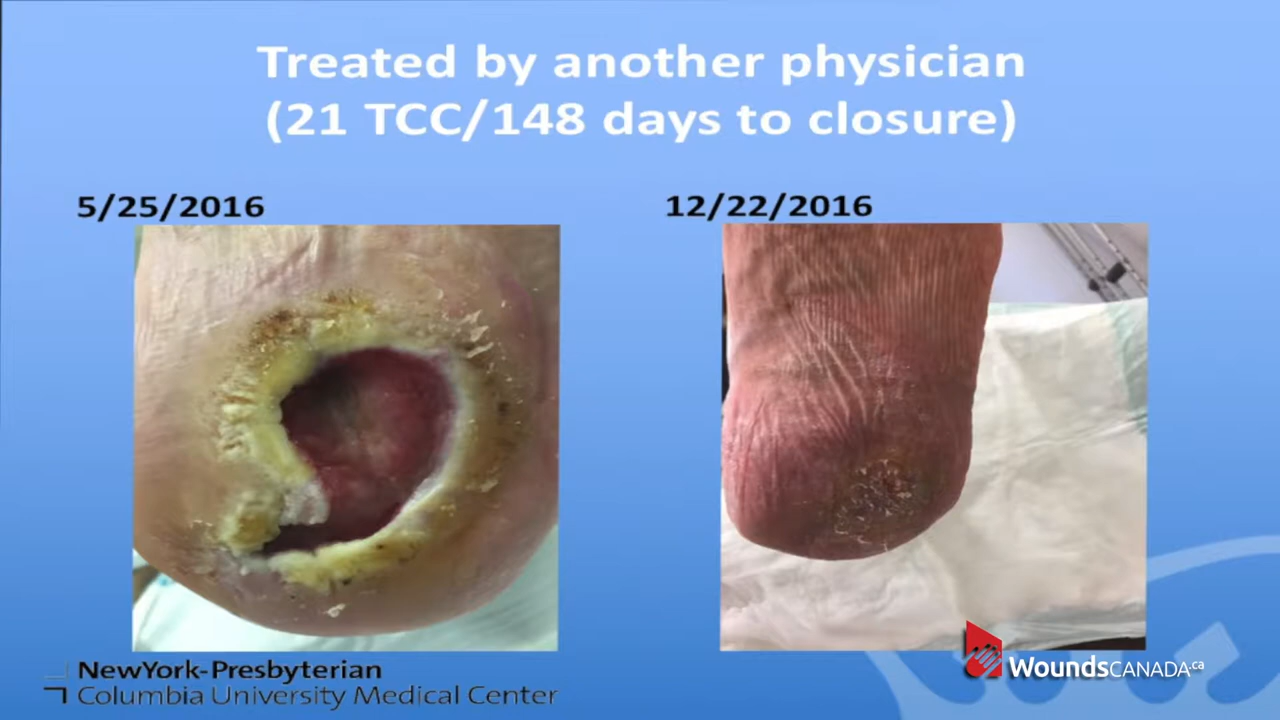 Treated by another physician
(21 TCC/148 days to closure)
5/25/2016
12/22/2016
NewYork-Presbyterian
Columbia University Medical Center
WoundsCANADA.ca